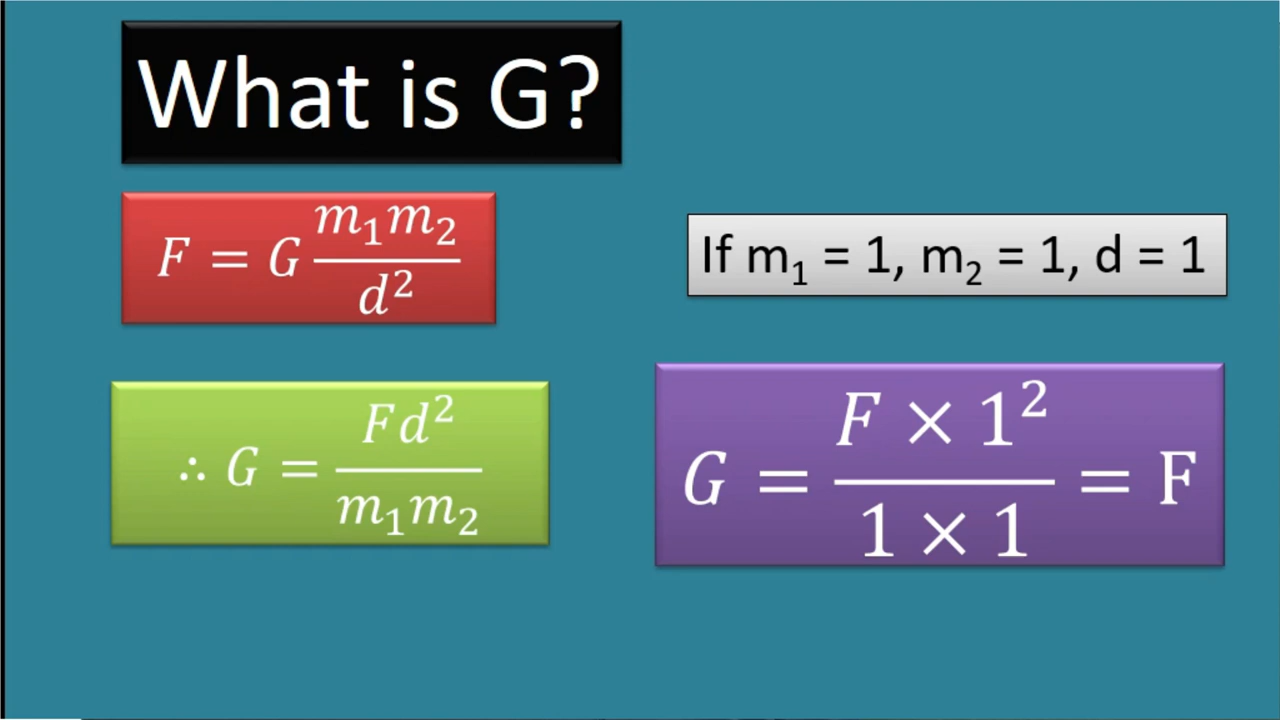 What is G?
F = G m₁m₂ / d²
If m₁ = 1, m₂ = 1, d = 1
∴ G = Fd² / m₁m₂
G = F × 1² / 1 × 1 = F